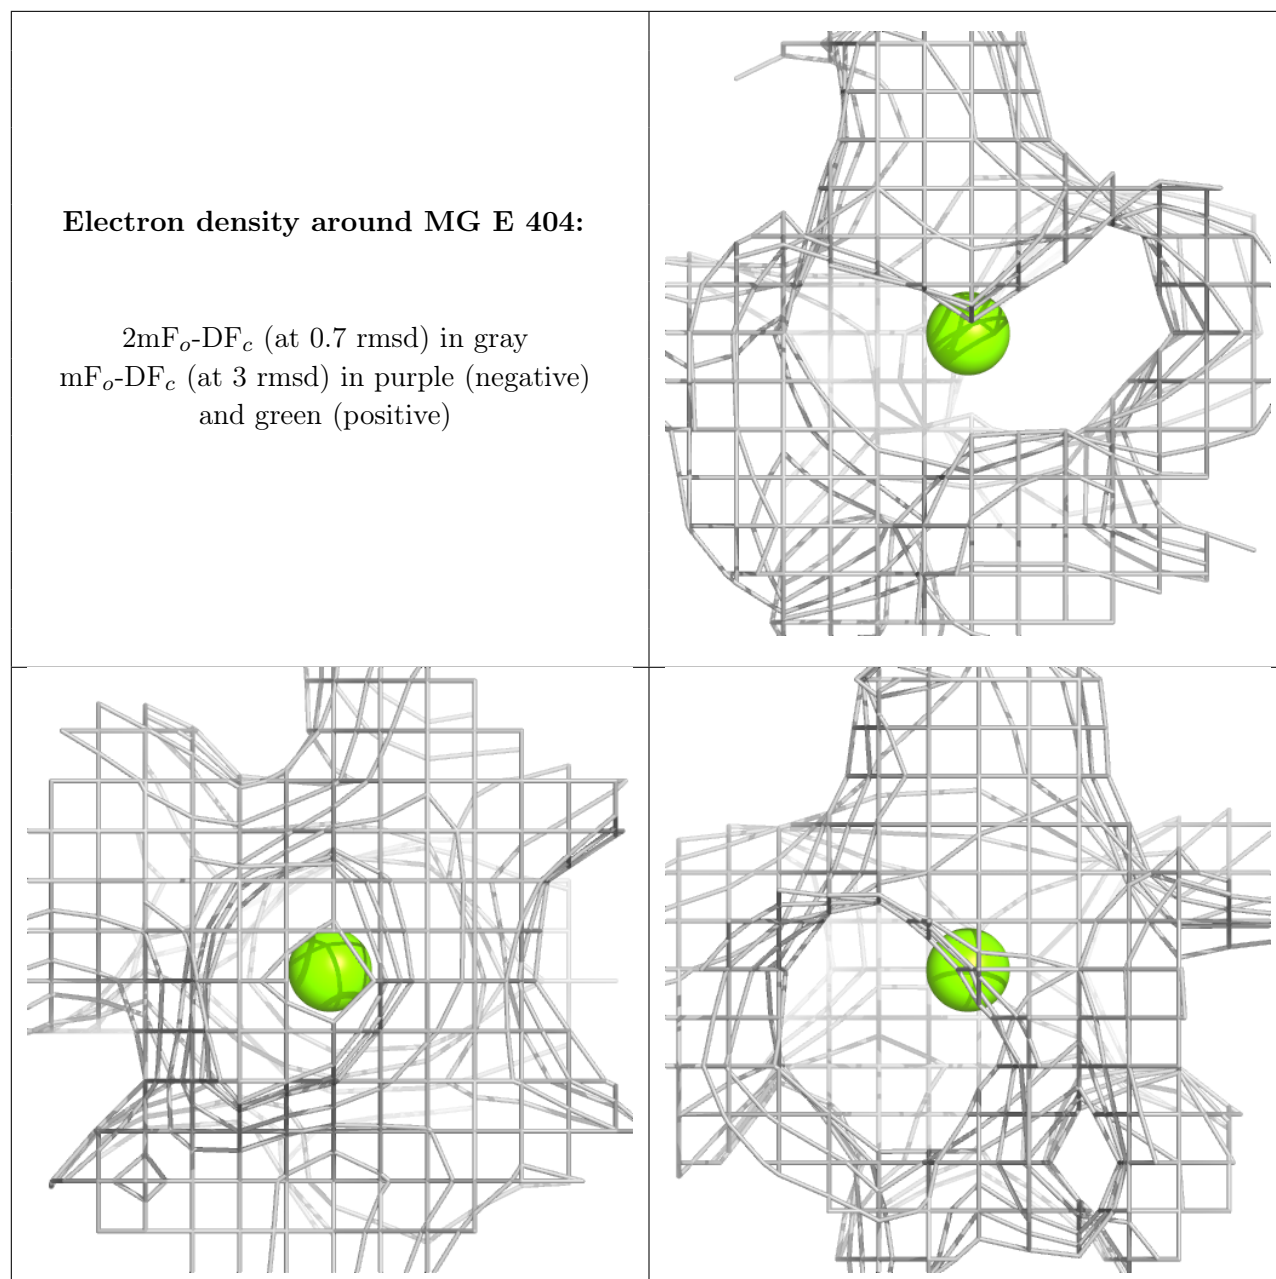 Electron density around MG E 404:
2mFo-DFc (at 0.7 rmsd) in gray
mFo-DFc (at 3 rmsd) in purple (negative)
and green (positive)